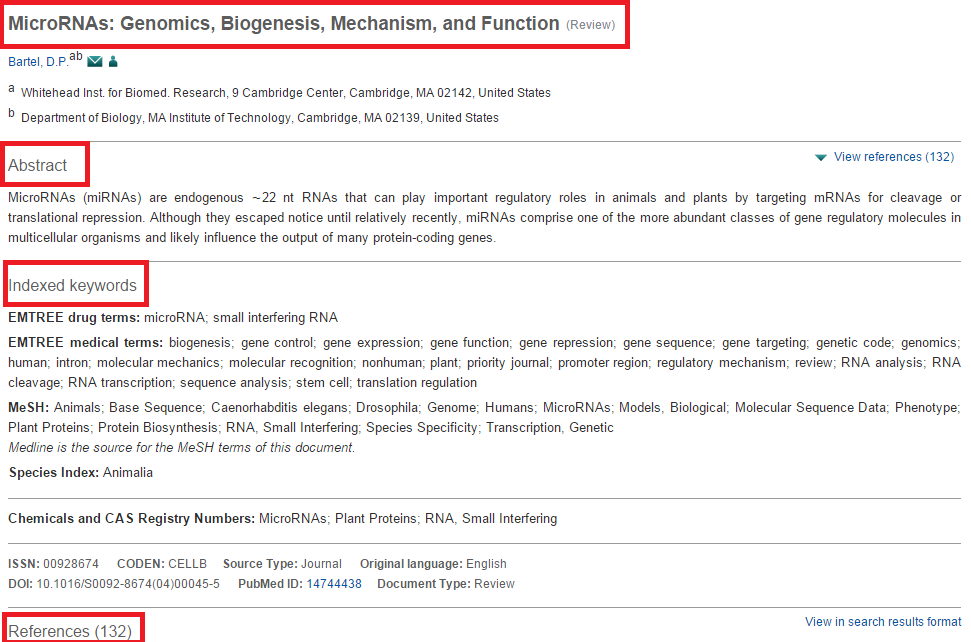 MicroRNAs: Genomics, Biogenesis, Mechanism, and Function (Review)
Bartel, D.P.ab
a Whitehead Inst. for Biomed. Research, 9 Cambridge Center, Cambridge, MA 02142, United States
b Department of Biology, MA Institute of Technology, Cambridge, MA 02139, United States
Abstract
View references (132)
MicroRNAs (miRNAs) are endogenous ~22 nt RNAs that can play important regulatory roles in animals and plants by targeting mRNAs for cleavage or
translational repression. Although they escaped notice until relatively recently, miRNAs comprise one of the more abundant classes of gene regulatory molecules in
multicellular organisms and likely influence the output of many protein-coding genes.
Indexed keywords
EMTREE drug terms: microRNA; small interfering RNA
EMTREE medical terms: biogenesis; gene control; gene expression; gene function; gene repression; gene sequence; gene targeting; genetic code; genomics;
human; intron; molecular mechanics; molecular recognition; nonhuman; plant; priority journal; promoter region; regulatory mechanism; review; RNA analysis; RNA
cleavage; RNA transcription; sequence analysis; stem cell; translation regulation
MeSH: Animals; Base Sequence; Caenorhabditis elegans; Drosophila; Genome; Humans; MicroRNAs; Models, Biological; Molecular Sequence Data; Phenotype;
Plant Proteins; Protein Biosynthesis; RNA, Small Interfering; Species Specificity; Transcription, Genetic
Medline is the source for the MeSH terms of this document.
Species Index: Animalia
Chemicals and CAS Registry Numbers: MicroRNAs; Plant Proteins; RNA, Small Interfering
ISSN: 00928674 CODEN: CELLB Source Type: Journal Original language: English
DOI: 10.1016/S0092-8674(04)00045-5 PubMed ID: 14744438 Document Type: Review
References (132)
View in search results format